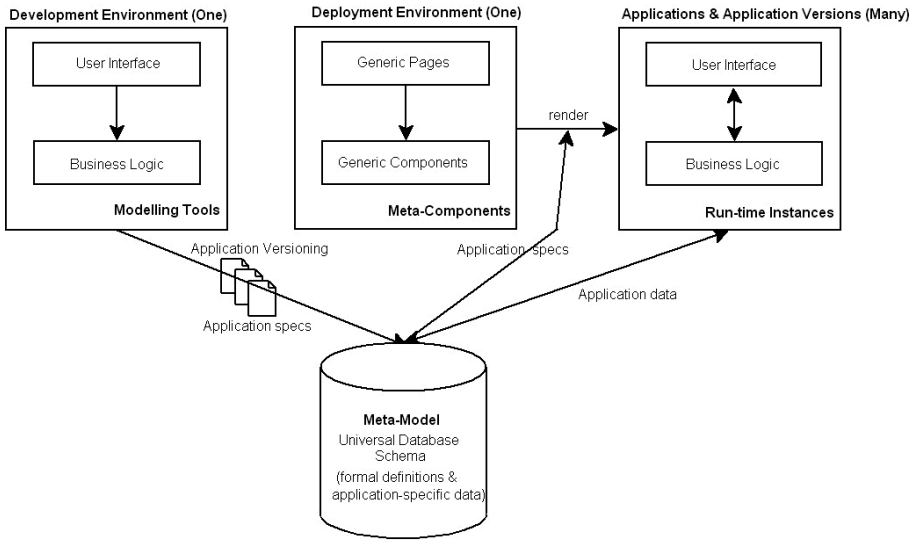 Development Environment (One)
Deployment Environment (One)
Applications & Application Versions (Many)
User Interface
Business Logic
Modelling Tools
Generic Pages
Generic Components
Meta-Components
render
User Interface
Business Logic
Run-time Instances
Application Versioning
Application specs
Application specs
Application data
Meta-Model
Universal Database
Schema
(formal definitions &
application-specific data)